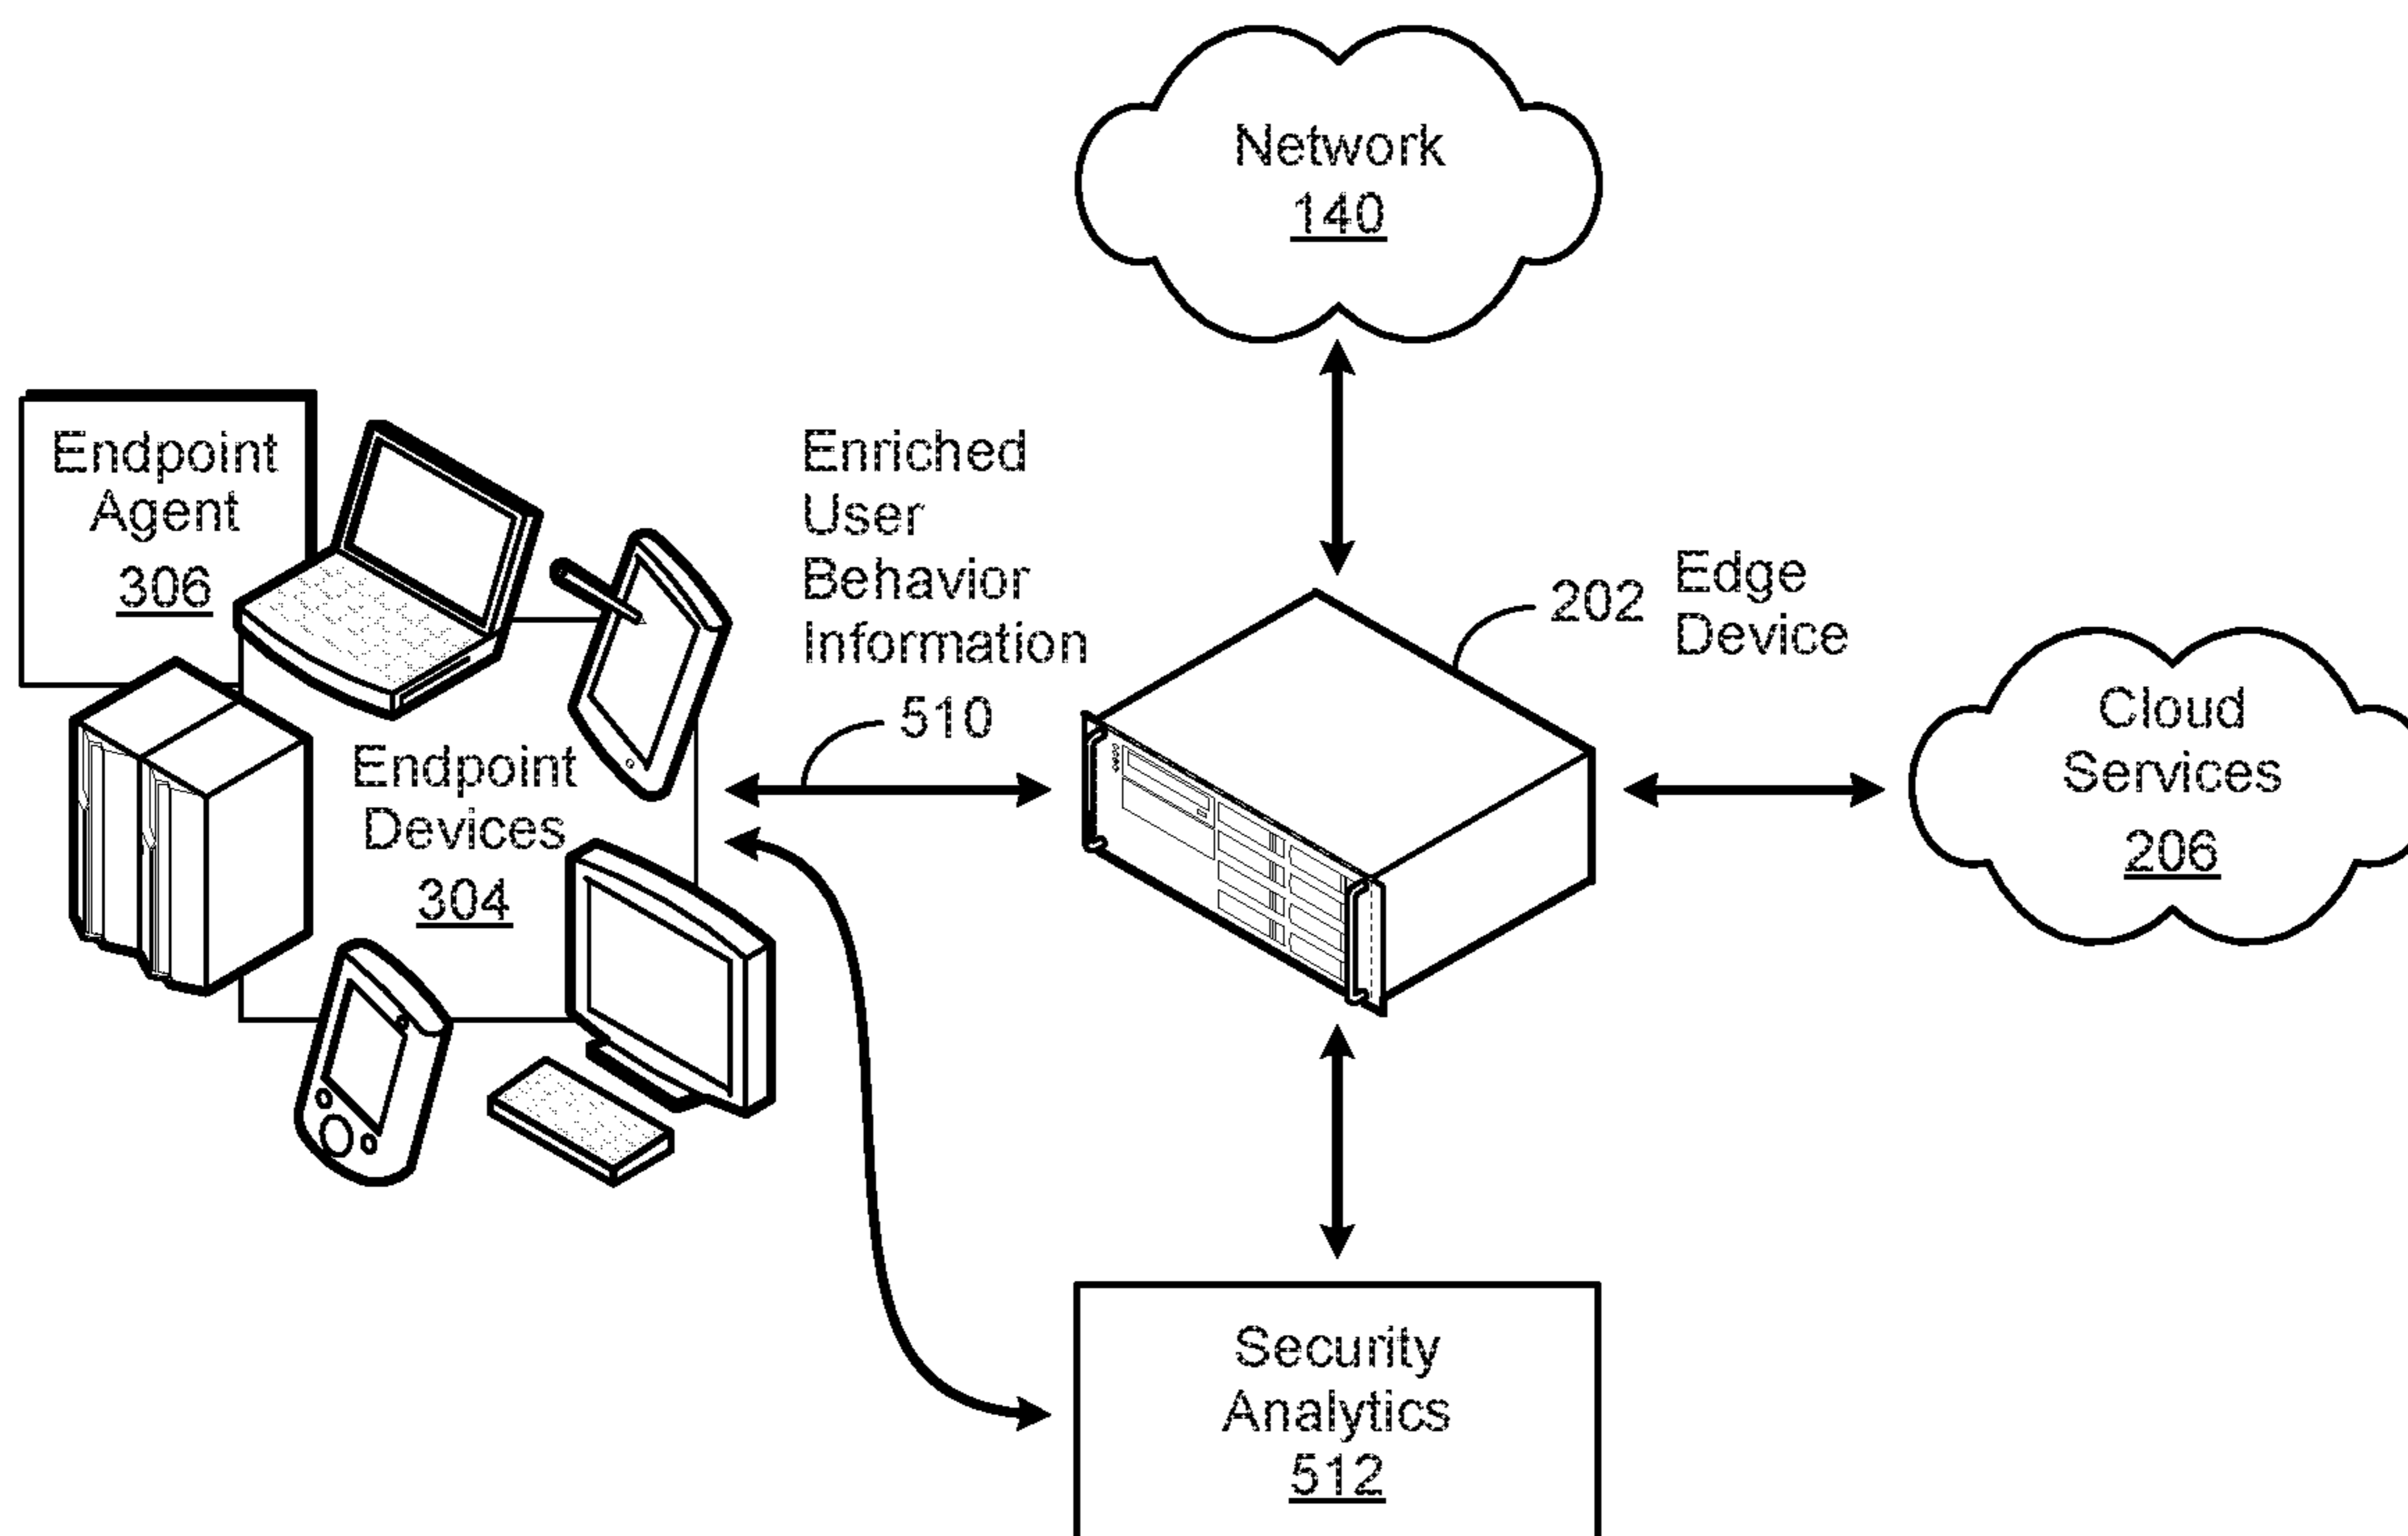 Network
140
Endpoint
Agent
306
Enriched
User
Behavior
Information
510
202
Edge
Device
Cloud
Services
206
Endpoint
Devices
304
Security
Analytics
512